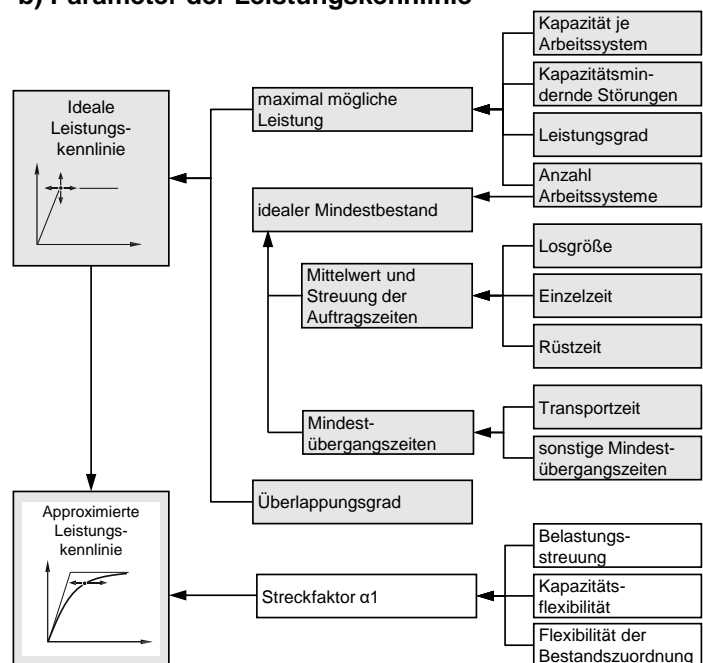 b) Parameter der Leistungskennlinie
Kapazität je
Arbeitssystem
Kapazitätsmin-
dernde Störungen
Leistungsgrad
Anzahl
Arbeitssysteme
maximal mögliche
Leistung
Ideale
Leistungs-
kennlinie
idealer Mindestbestand
Mittelwert und
Streuung der
Auftragszeiten
Losgröße
Einzelzeit
Rüstzeit
Mindest-
übergangszeiten
Transportzeit
sonstige Mindest-
übergangszeiten
Überlappungsgrad
Approximierte
Leistungs-
kennlinie
Streckfaktor α1
Belastungs-
streuung
Kapazitäts-
flexibilität
Flexibilität der
Bestandszuordnung